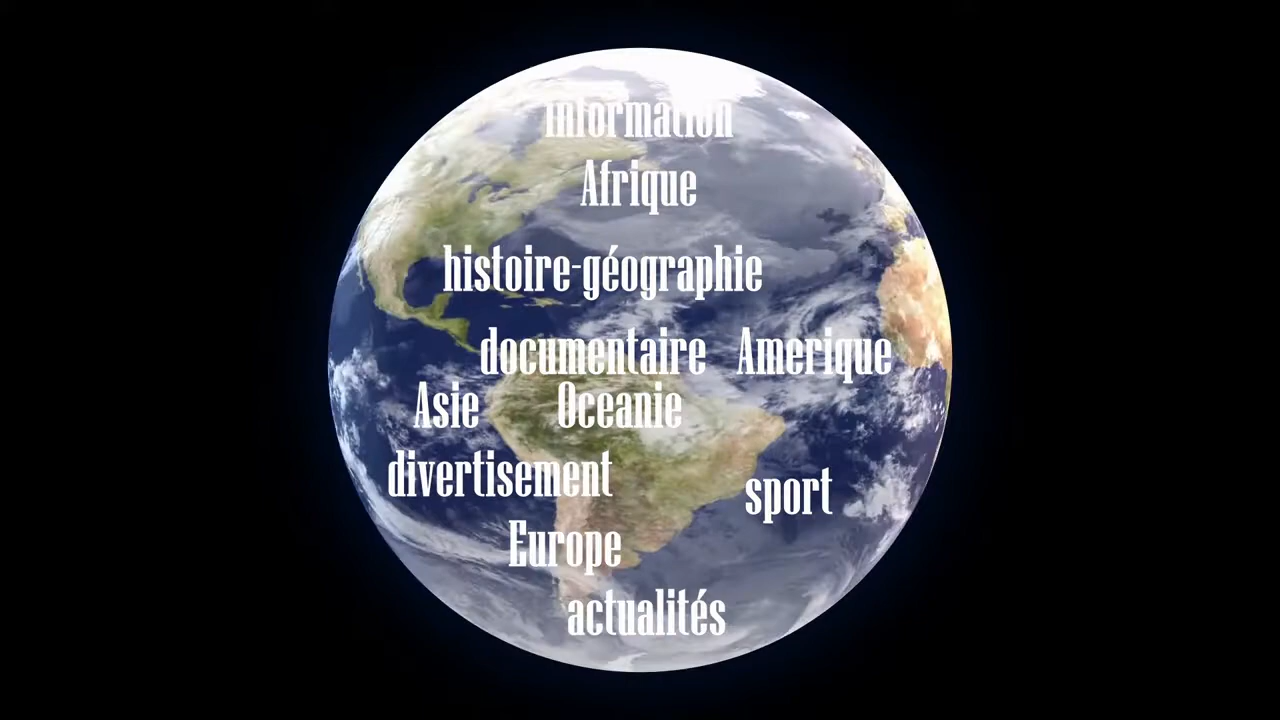 information
Afrique
histoire-géographie
documentaire Amerique
Asie Oceanie
divertisement
sport
Europe
actualités